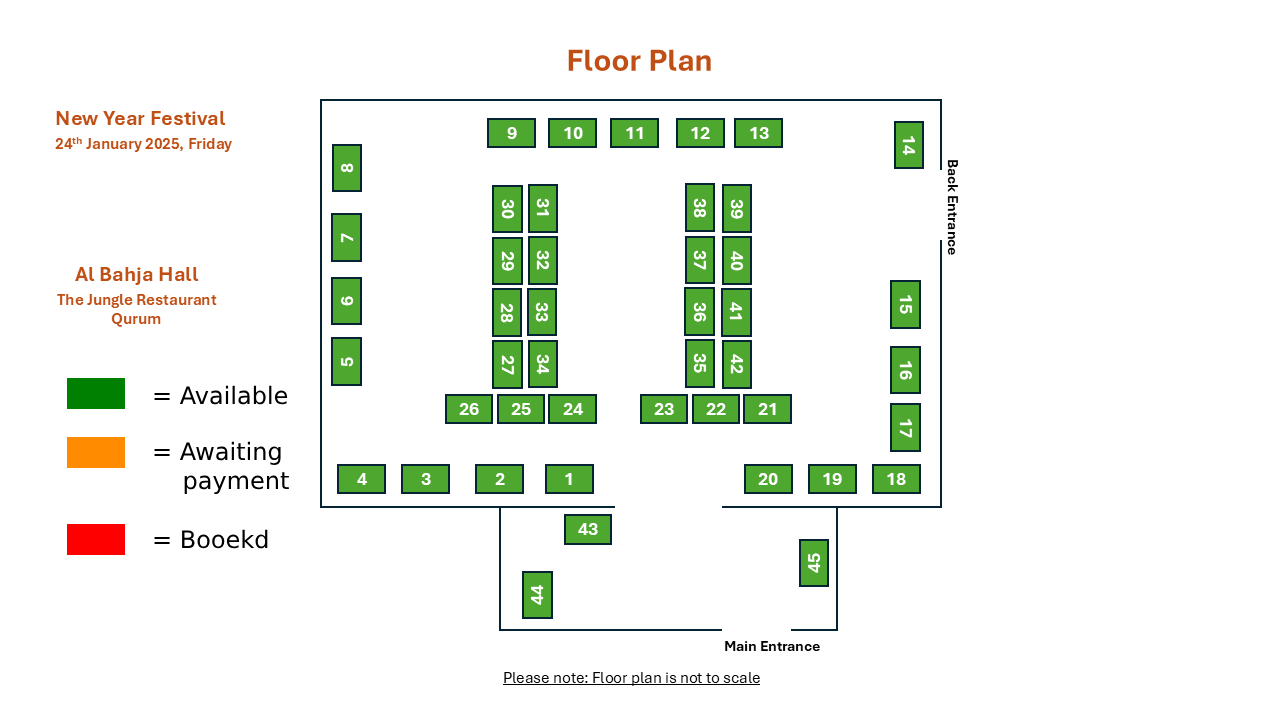 Floor Plan
New Year Festival
24th January 2025, Friday
Al Bahja Hall
The Jungle Restaurant
Qurum
= Available
= Awaiting
payment
= Booekd
9 10 11 12 13
14
Back Entrance
8
7
6
5
30 31
29 32
28 33
27 34
38 39
37 40
36 41
35 42
15
16
17
26 25 24 23 22 21
4 3 2 1 20 19 18
43
44
45
Main Entrance
Please note: Floor plan is not to scale